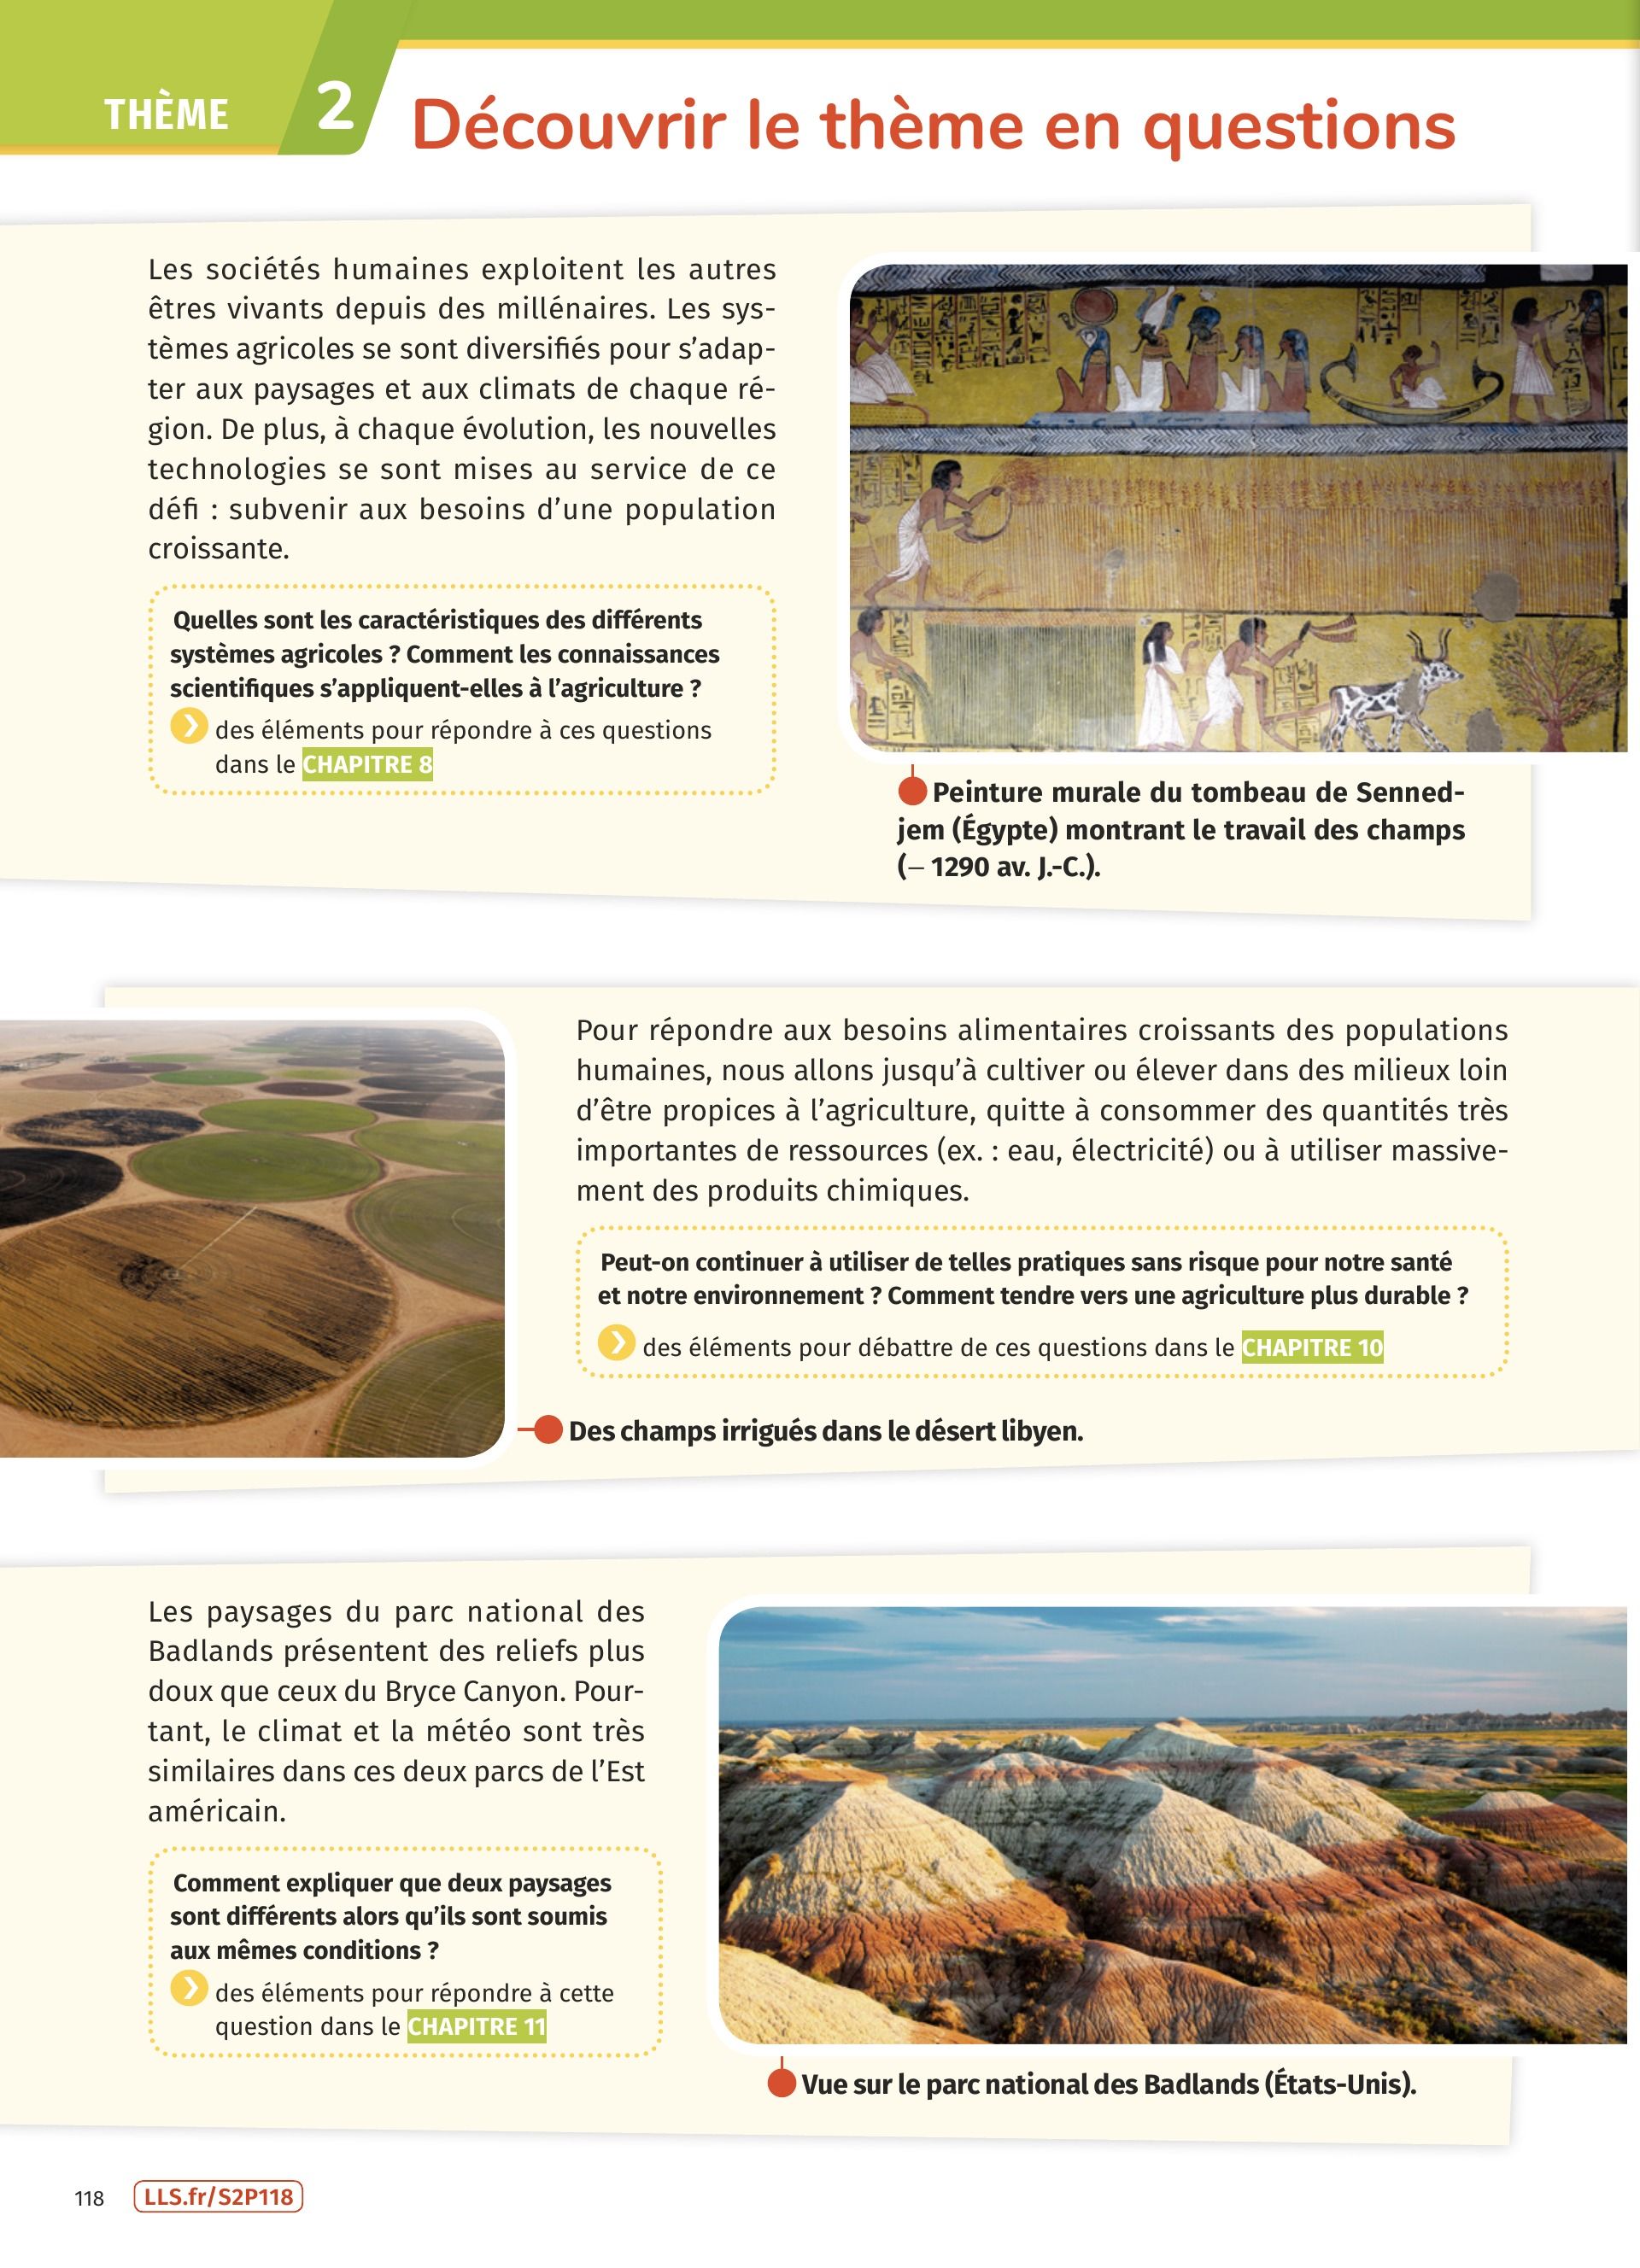 THÈME 2
Découvrir le thème en questions
Les sociétés humaines exploitent les autres
êtres vivants depuis des millénaires. Les sys-
tèmes agricoles se sont diversifiés pour s’adap-
ter aux paysages et aux climats de chaque ré-
gion. De plus, à chaque évolution, les nouvelles
technologies se sont mises au service de ce
défi : subvenir aux besoins d’une population
croissante.
Quelles sont les caractéristiques des différents
systèmes agricoles ? Comment les connaissances
scientifiques s’appliquent-elles à l’agriculture ?
des éléments pour répondre à ces questions
dans le CHAPITRE 8
Peinture murale du tombeau de Senned-
jem (Égypte) montrant le travail des champs
(– 1290 av. J.-C.).
Pour répondre aux besoins alimentaires croissants des populations
humaines, nous allons jusqu’à cultiver ou élever dans des milieux loin
d’être propices à l’agriculture, quitte à consommer des quantités très
importantes de ressources (ex. : eau, électricité) ou à utiliser massive-
ment des produits chimiques.
Peut-on continuer à utiliser de telles pratiques sans risque pour notre santé
et notre environnement ? Comment tendre vers une agriculture plus durable ?
des éléments pour débattre de ces questions dans le CHAPITRE 10
Des champs irrigués dans le désert libyen.
Les paysages du parc national des
Badlands présentent des reliefs plus
doux que ceux du Bryce Canyon. Pour-
tant, le climat et la météo sont très
similaires dans ces deux parcs de l’Est
américain.
Comment expliquer que deux paysages
sont différents alors qu’ils sont soumis
aux mêmes conditions ?
des éléments pour répondre à cette
question dans le CHAPITRE 11
Vue sur le parc national des Badlands (États-Unis).
118 LLS.fr/S2P118